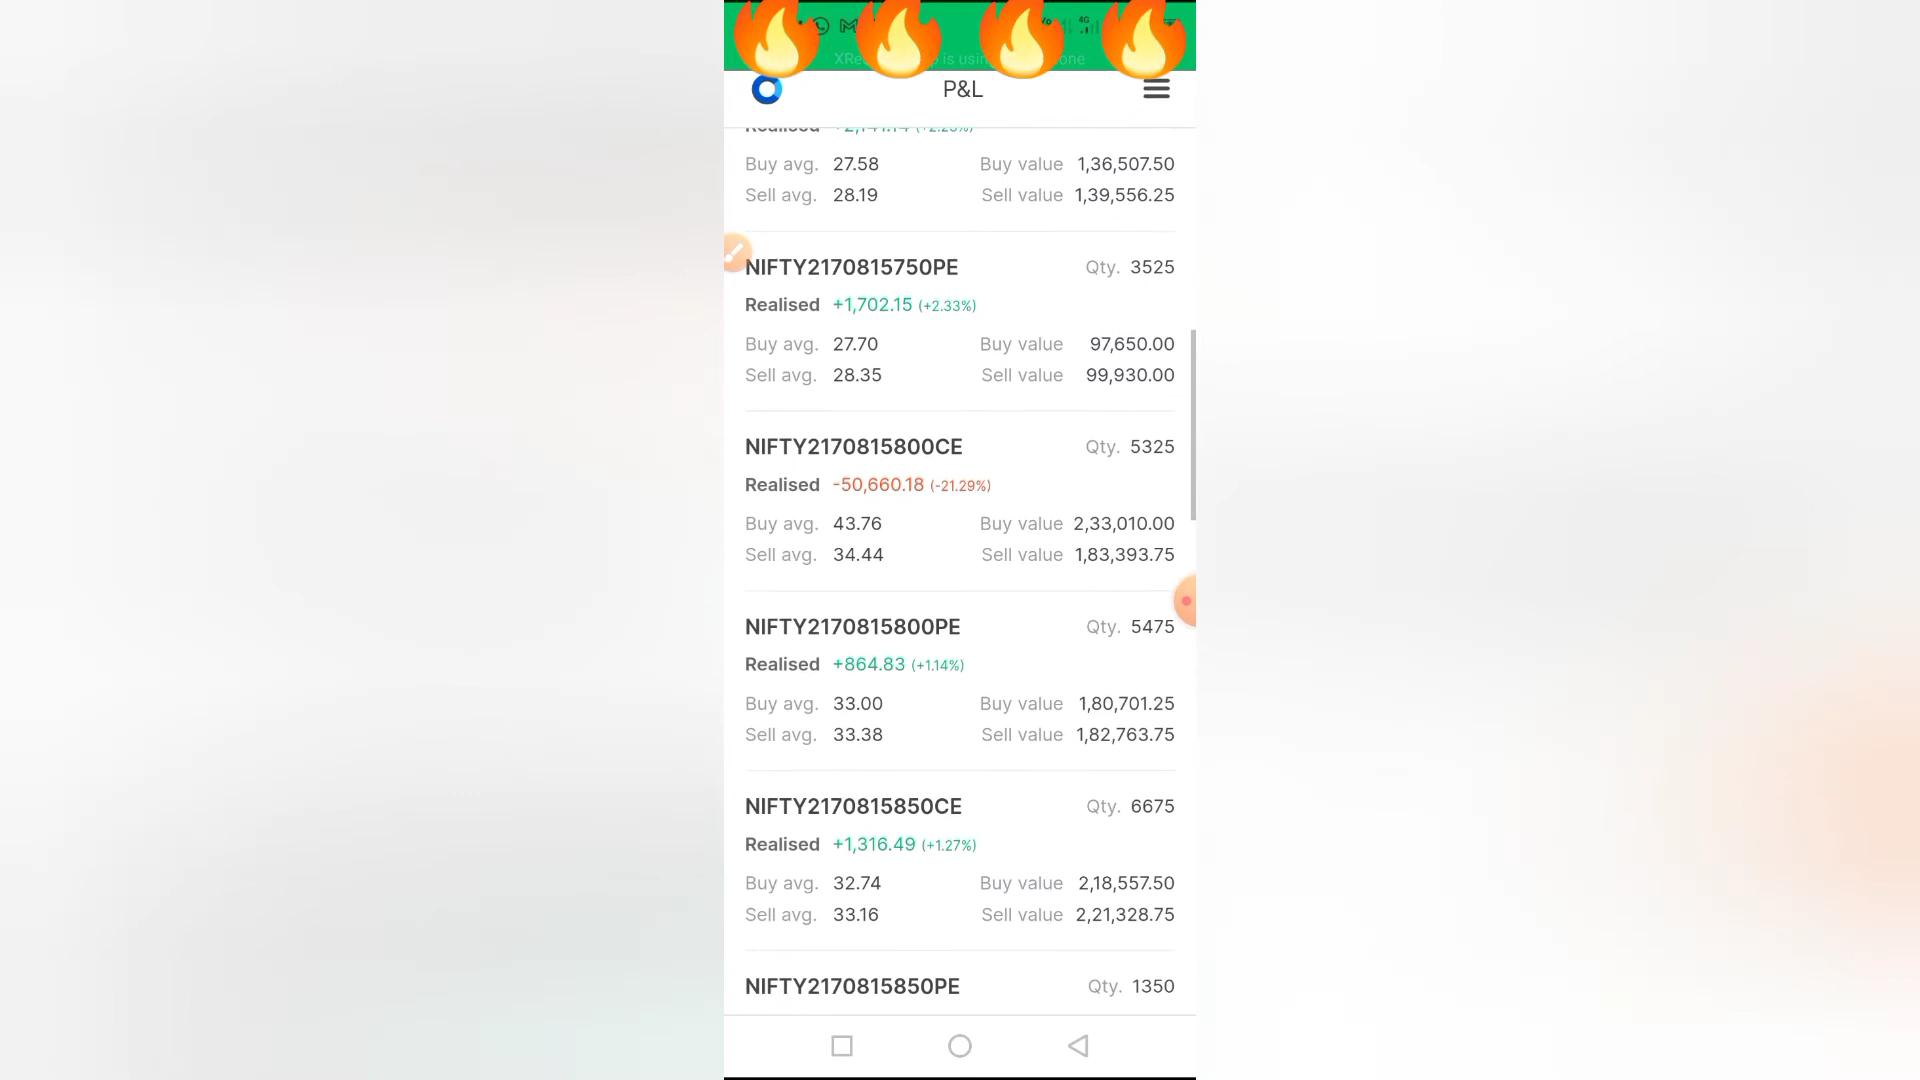 4G
P&L
Realised +2,141.14 (+2.23%)
Buy avg. 27.58 Buy value 1,36,507.50
Sell avg. 28.19 Sell value 1,39,556.25
NIFTY2170815750PE Qty. 3525
Realised +1,702.15 (+2.33%)
Buy avg. 27.70 Buy value 97,650.00
Sell avg. 28.35 Sell value 99,930.00
NIFTY2170815800CE Qty. 5325
Realised -50,660.18 (-21.29%)
Buy avg. 43.76 Buy value 2,33,010.00
Sell avg. 34.44 Sell value 1,83,393.75
NIFTY2170815800PE Qty. 5475
Realised +864.83 (+1.14%)
Buy avg. 33.00 Buy value 1,80,701.25
Sell avg. 33.38 Sell value 1,82,763.75
NIFTY2170815850CE Qty. 6675
Realised +1,316.49 (+1.27%)
Buy avg. 32.74 Buy value 2,18,557.50
Sell avg. 33.16 Sell value 2,21,328.75
NIFTY2170815850PE Qty. 1350